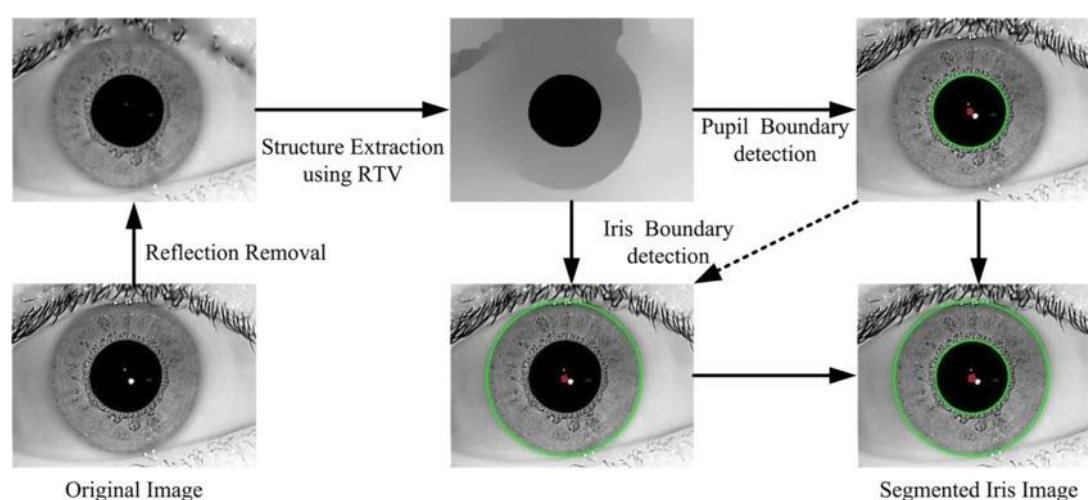 Structure Extraction
using RTV
Pupil Boundary
detection
Reflection Removal
Iris Boundary
detection
Original Image
Segmented Iris Image